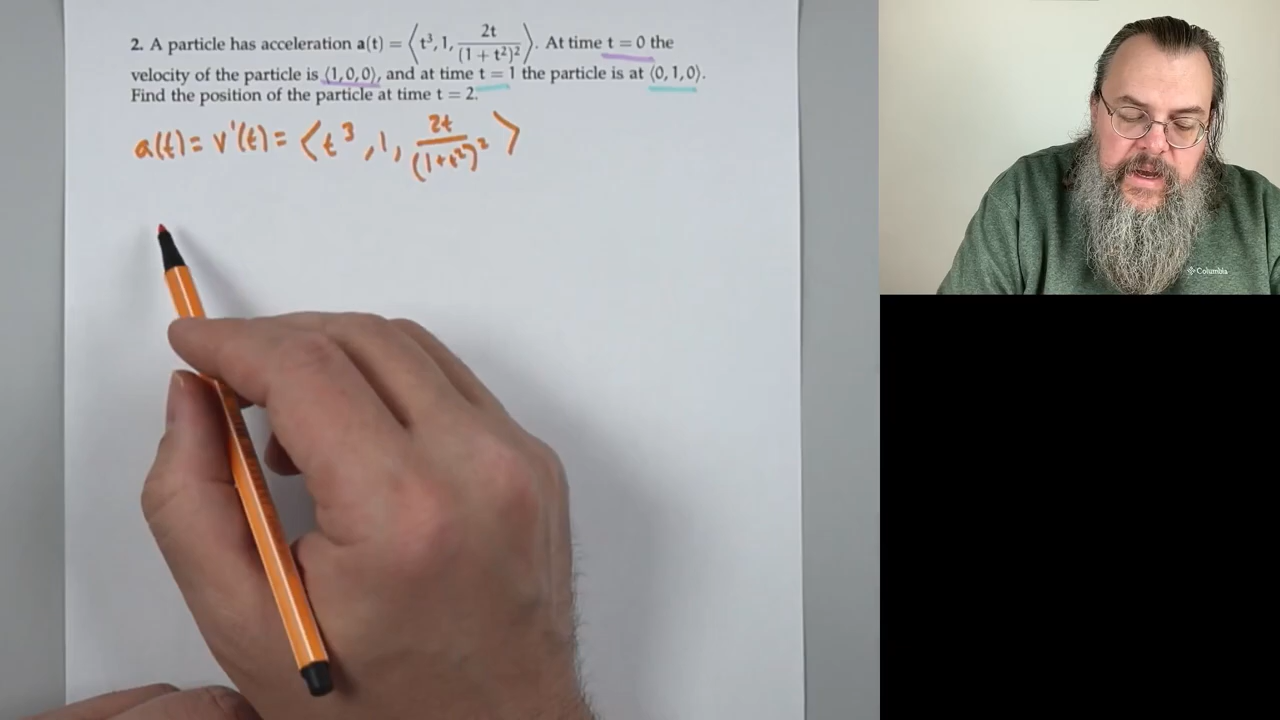 2. A particle has acceleration a(t) = ⟨t³, 1, 2t/(1 + t²)²⟩. At time t = 0 the
velocity of the particle is ⟨1, 0, 0⟩, and at time t = 1 the particle is at ⟨0, 1, 0⟩.
Find the position of the particle at time t = 2.
a(t) = v'(t) = ⟨t³, 1, 2t/(1+t²)²⟩
Columbia